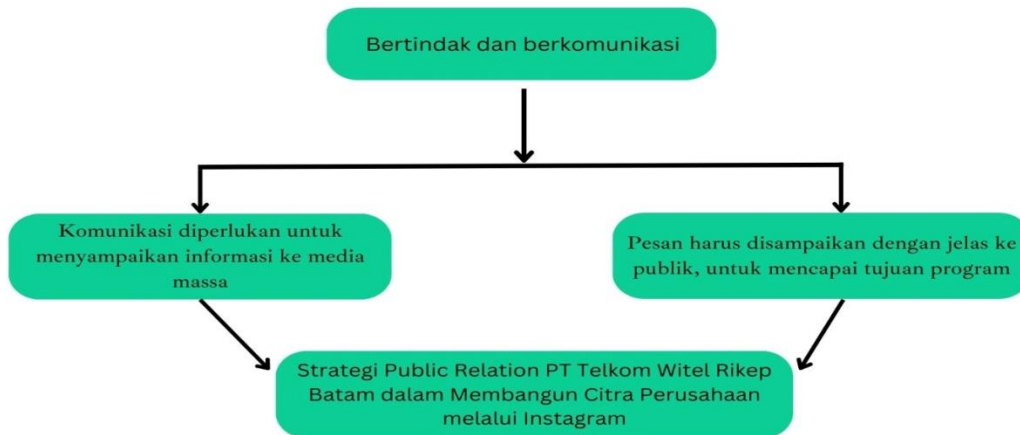 Bertindak dan berkomunikasi
Komunikasi diperlukan untuk
menyampaikan informasi ke media
massa
Pesan harus disampaikan dengan jelas ke
publik, untuk mencapai tujuan program
Strategi Public Relation PT Telkom Witel Rikep
Batam dalam Membangun Citra Perusahaan
melalui Instagram